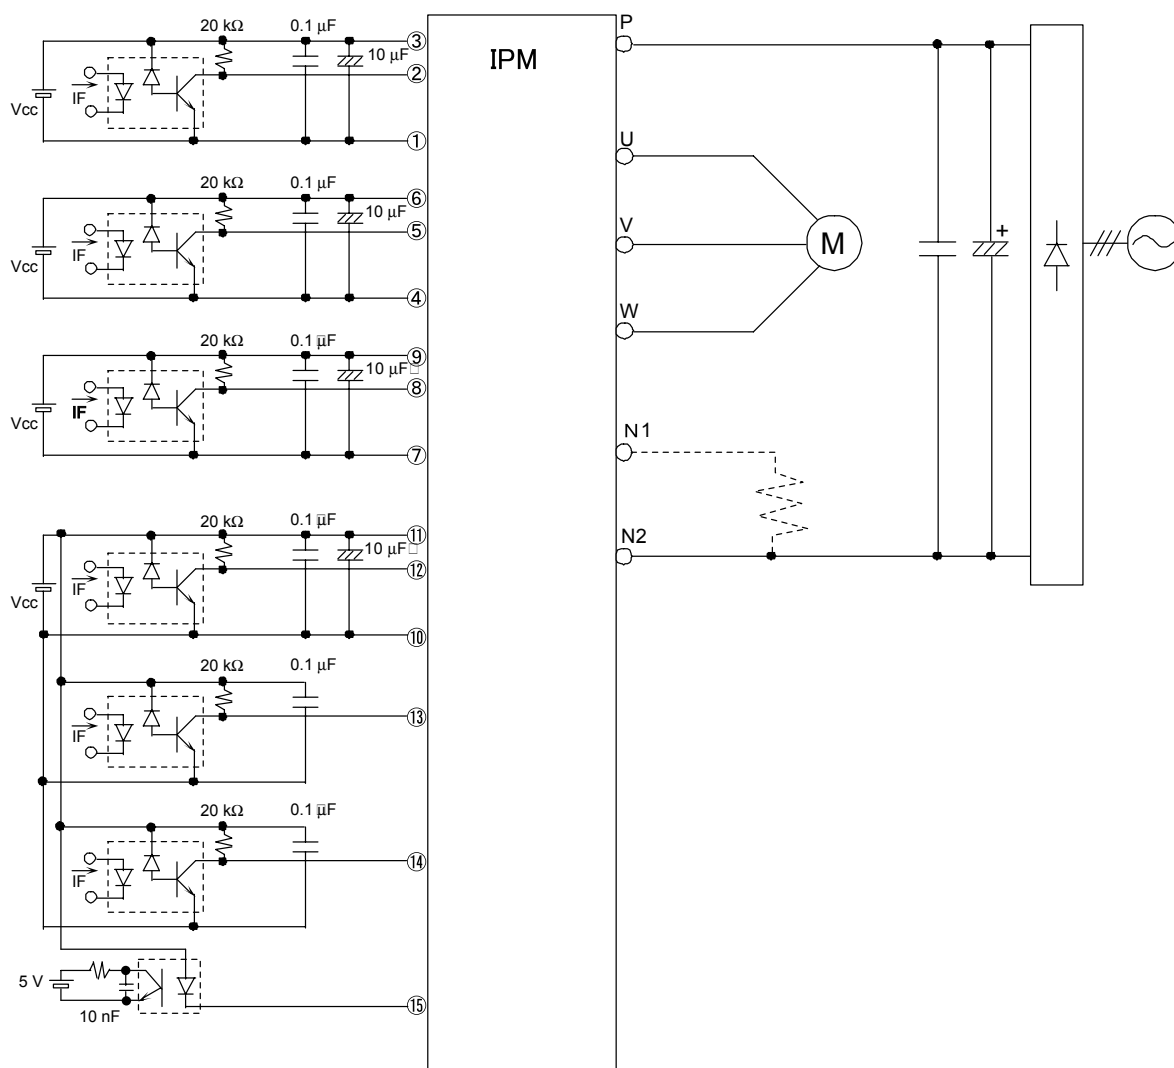 20 kΩ 0.1 μF
③
10 μF
②
IF
Vcc
①
20 kΩ 0.1 μF
⑥
10 μF
⑤
IF
Vcc
④
20 kΩ 0.1 μF
⑨
10 μF□
⑧
IF
Vcc
⑦
20 kΩ 0.1 μF
⑪
10 μF□
⑫
IF
Vcc
⑩
20 kΩ 0.1 μF
⑬
IF
20 kΩ 0.1 μF
⑭
IF
5 V
10 nF
⑮
IPM
P
U
V
W
N1
N2
M
+